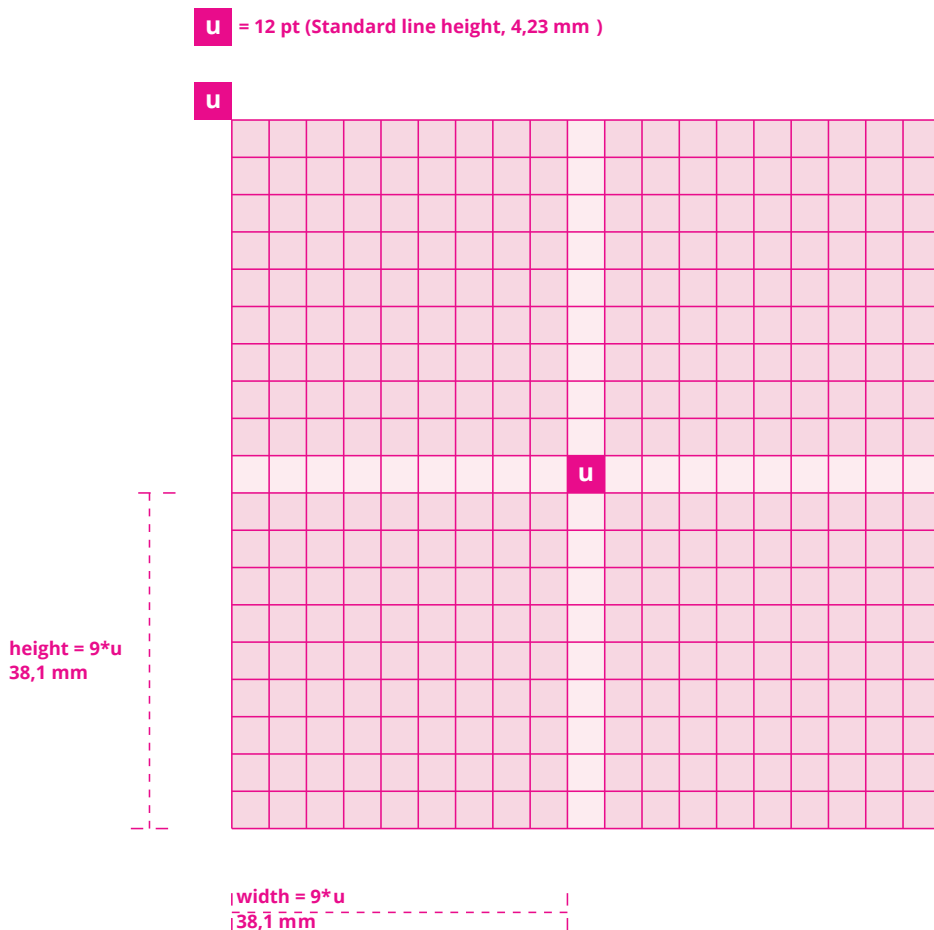 u = 12 pt (Standard line height, 4,23 mm )
u
u
height = 9*u
38,1 mm
width = 9*u
38,1 mm